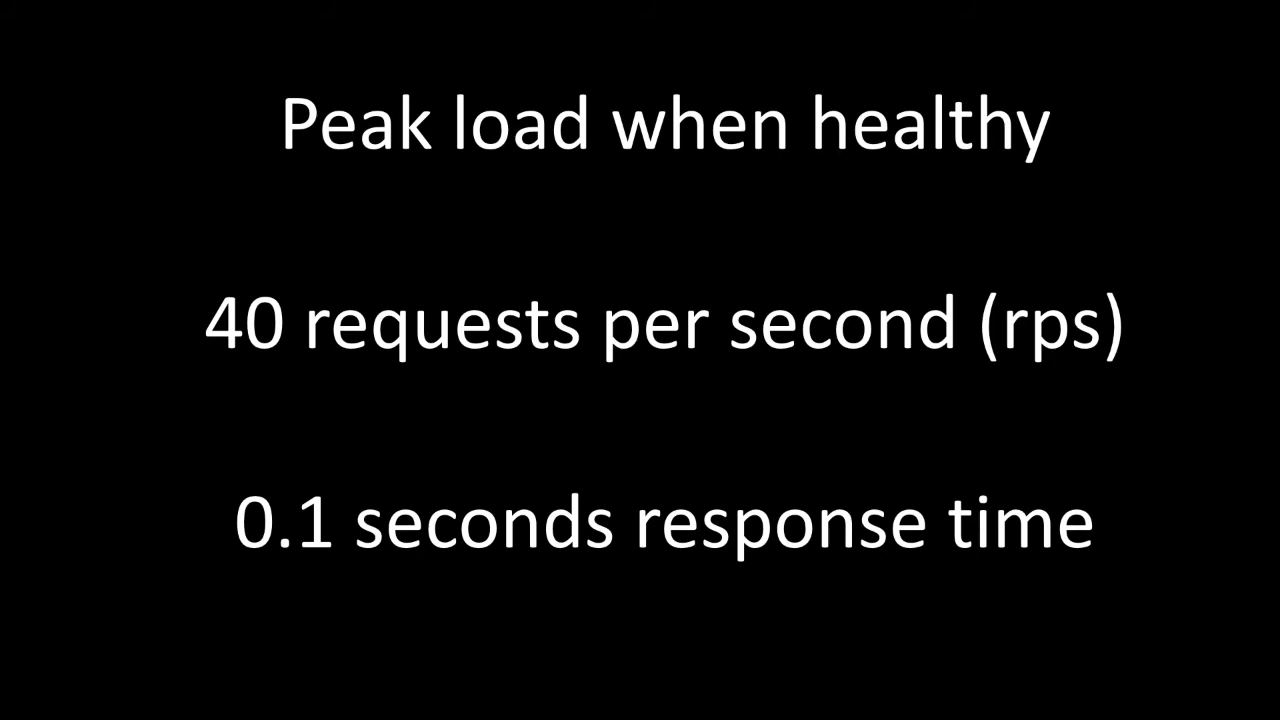 Peak load when healthy
40 requests per second (rps)
0.1 seconds response time